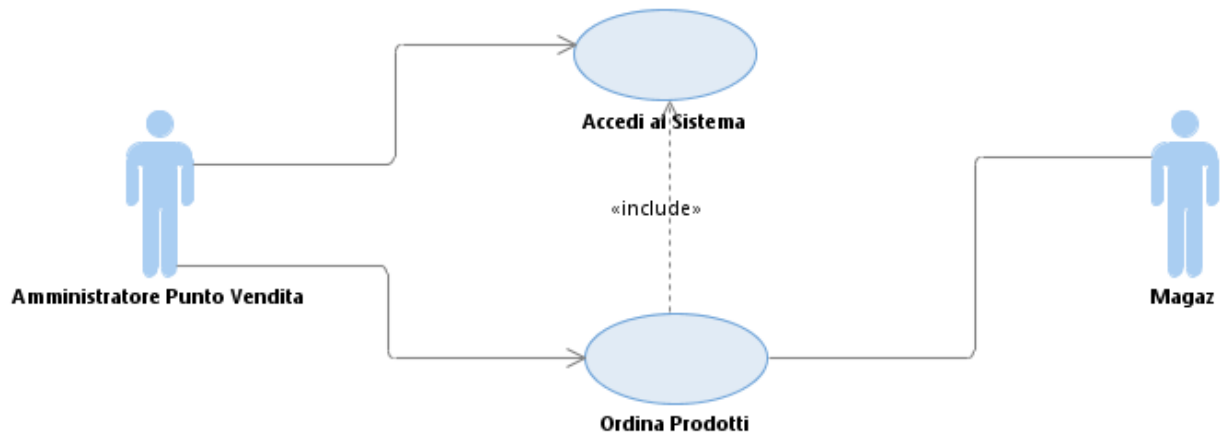 Accedi al Sistema
«include»
Amministratore Punto Vendita
Magaz
Ordina Prodotti